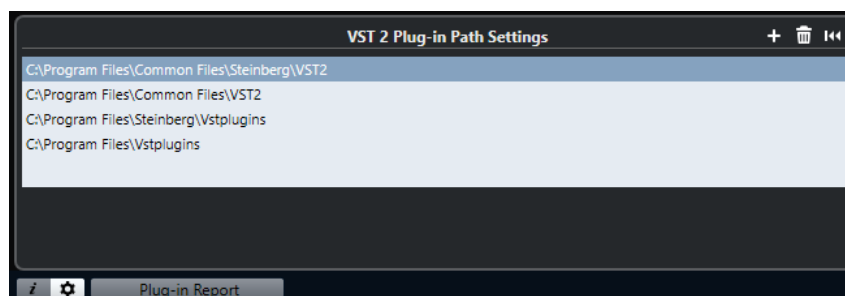 VST 2 Plug-in Path Settings
C:\Program Files\Common Files\Steinberg\VST2
C:\Program Files\Common Files\VST2
C:\Program Files\Steinberg\Vstplugins
C:\Program Files\Vstplugins
i Plug-in Report